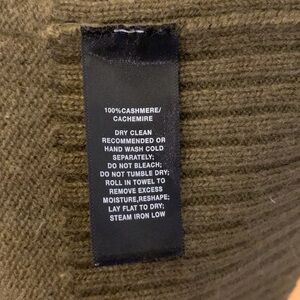 100%CASHMERE/
CACHEMIRE
DRY CLEAN
RECOMMENDED OR
HAND WASH COLD
SEPARATELY;
DO NOT BLEACH;
DO NOT TUMBLE DRY;
ROLL IN TOWEL TO
REMOVE EXCESS
MOISTURE,RESHAPE;
LAY FLAT TO DRY;
STEAM IRON LOW